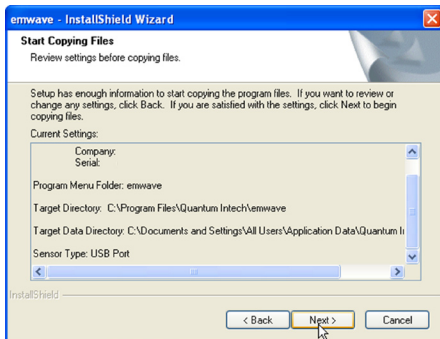 emwave - InstallShield Wizard
Start Copying Files
Review settings before copying files.
Setup has enough information to start copying the program files. If you want to review or
change any settings, click Back. If you are satisfied with the settings, click Next to begin
copying files.
Current Settings:
Company:
Serial:
Program Menu Folder: emwave
Target Directory: C:\Program Files\Quantum Intech\emwave
Target Data Directory: C:\Documents and Settings\All Users\Application Data\Quantum
Sensor Type: USB Port
InstallShield
< Back Next > Cancel